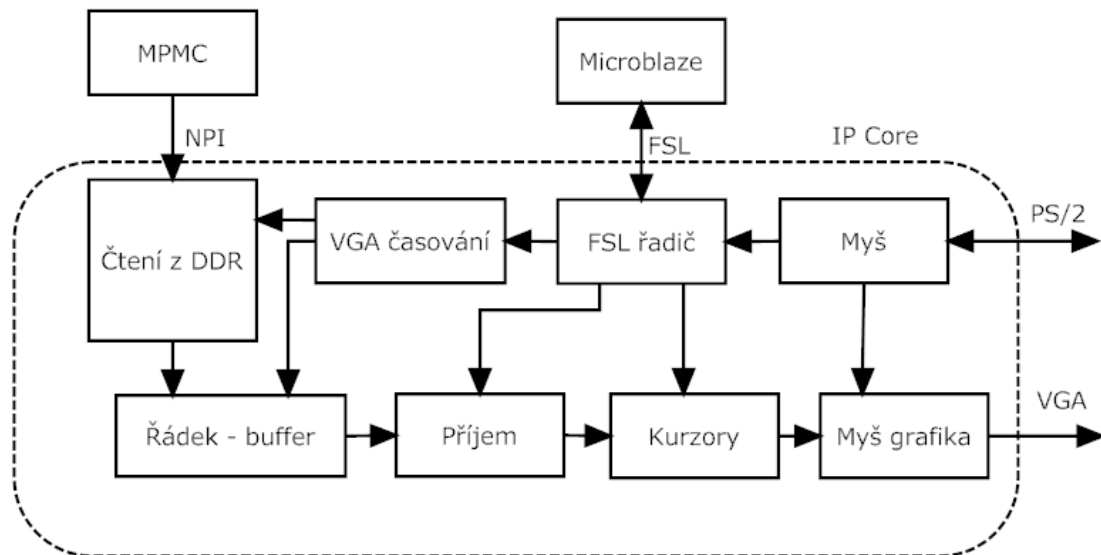 MPMC
Microblaze
NPI
FSL
IP Core
PS/2
VGA časování
FSL řadič
Myš
Čtení z DDR
VGA
Řádek - buffer
Příjem
Kurzory
Myš grafika